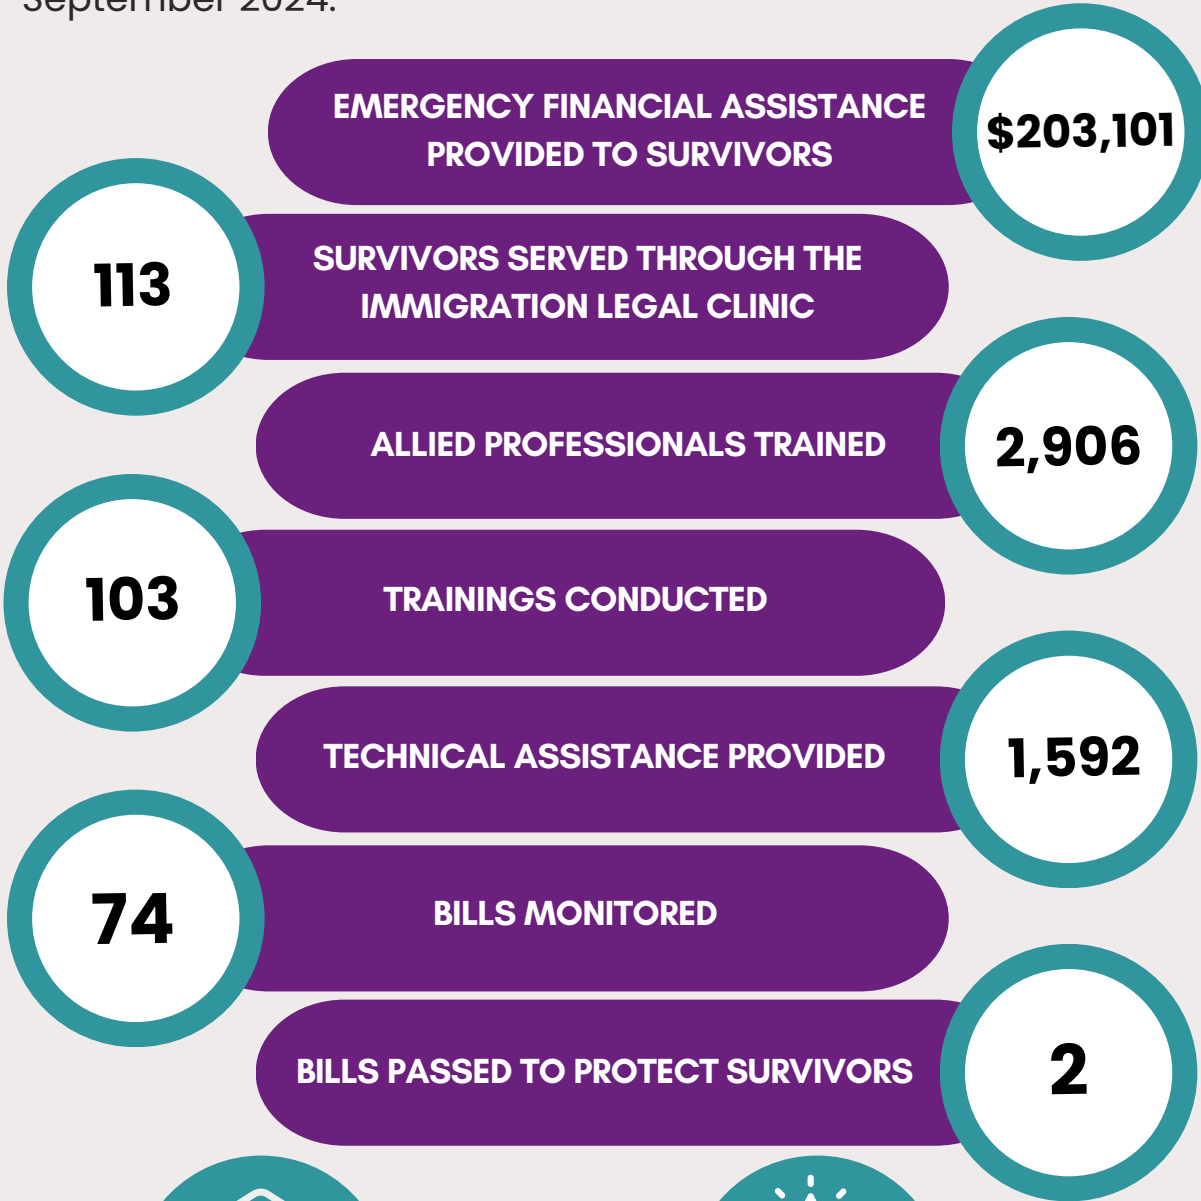 September 2024.
EMERGENCY FINANCIAL ASSISTANCE
PROVIDED TO SURVIVORS
$203,101
113
SURVIVORS SERVED THROUGH THE
IMMIGRATION LEGAL CLINIC
ALLIED PROFESSIONALS TRAINED
2,906
103
TRAININGS CONDUCTED
TECHNICAL ASSISTANCE PROVIDED
1,592
74
BILLS MONITORED
BILLS PASSED TO PROTECT SURVIVORS
2